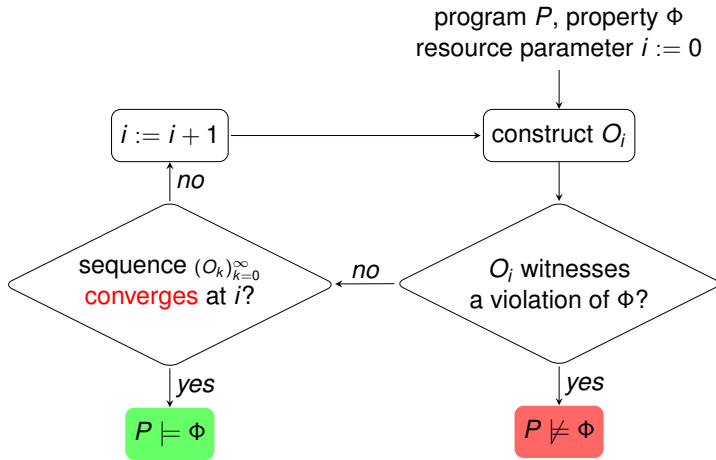 program P, property Φ
resource parameter i := 0
i := i + 1
construct O_i
no
sequence (O_k)_{k=0}^∞
converges at i?
no
O_i witnesses
a violation of Φ?
yes
yes
P ⊨ Φ
P ⊭ Φ